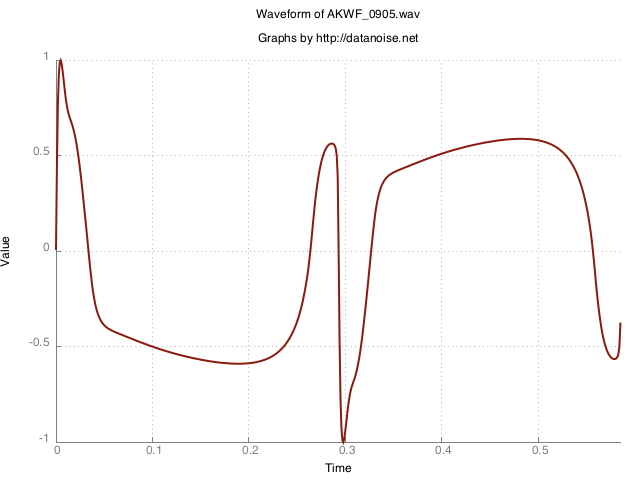 Waveform of AKWF_0905.wav
Graphs by http://datanoise.net
1
0.5
0
-0.5
-1
Value
0 0.1 0.2 0.3 0.4 0.5
Time